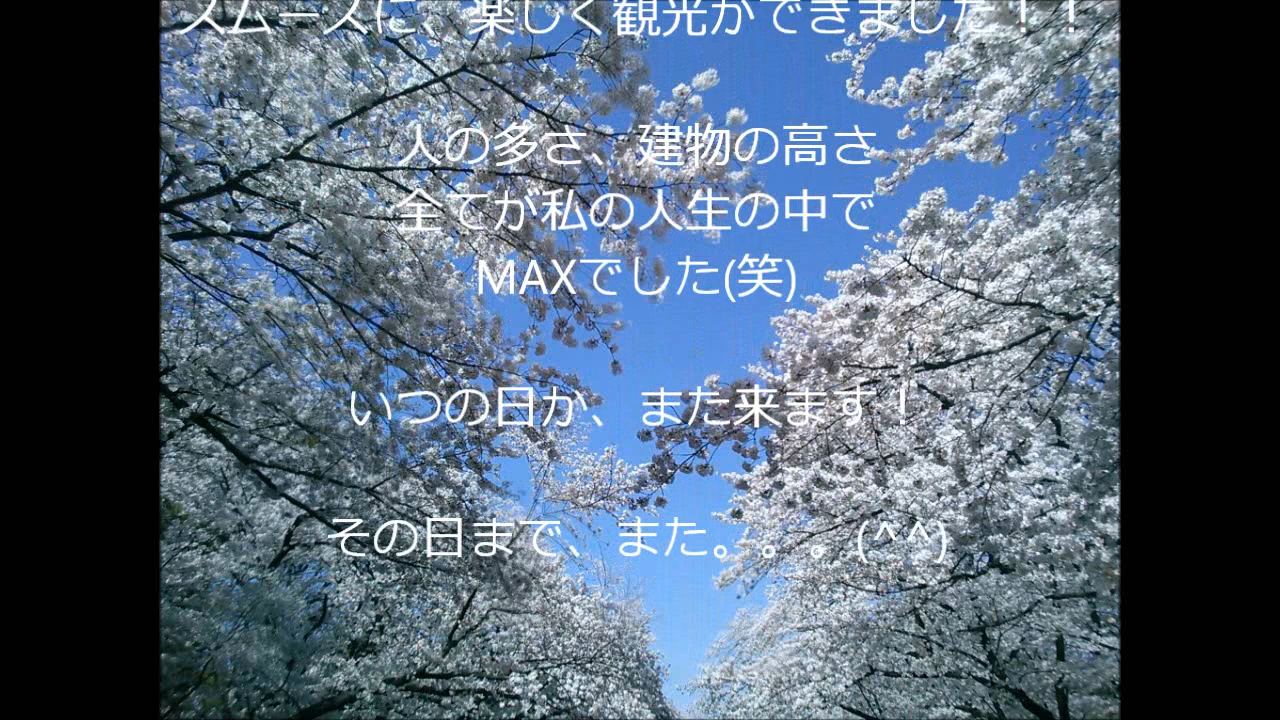 スムーズに、楽しく観光ができました！！
人の多さ、建物の高さ
全てが私の人生の中で
MAXでした(笑)
いつの日か、また来ます！
その日まで、また。。。(^^)